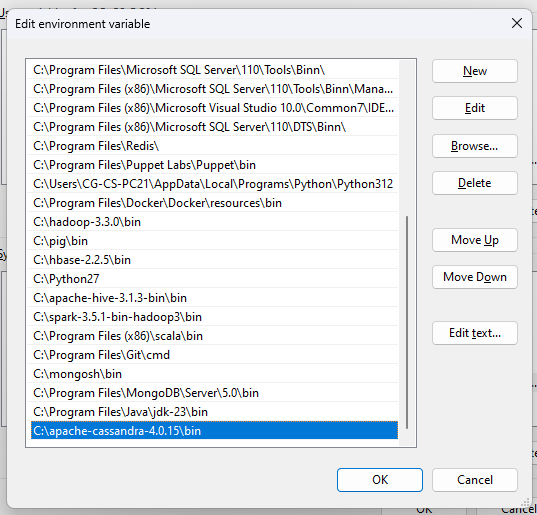 Edit environment variable
C:\Program Files\Microsoft SQL Server\110\Tools\Binn\
C:\Program Files (x86)\Microsoft SQL Server\110\Tools\Binn\Mana...
C:\Program Files (x86)\Microsoft Visual Studio 10.0\Common7\IDE...
C:\Program Files (x86)\Microsoft SQL Server\110\DTS\Binn\
C:\Program Files\Redis\
C:\Program Files\Puppet Labs\Puppet\bin
C:\Users\CG-CS-PC21\AppData\Local\Programs\Python\Python312
C:\Program Files\Docker\Docker\resources\bin
C:\hadoop-3.3.0\bin
C:\pig\bin
C:\hbase-2.2.5\bin
C:\Python27
C:\apache-hive-3.1.3-bin\bin
C:\spark-3.5.1-bin-hadoop3\bin
C:\Program Files (x86)\scala\bin
C:\Program Files\Git\cmd
C:\mongosh\bin
C:\Program Files\MongoDB\Server\5.0\bin
C:\Program Files\Java\jdk-23\bin
C:\apache-cassandra-4.0.15\bin
New
Edit
Browse...
Delete
Move Up
Move Down
Edit text...
OK
Cancel
OK
Cancel